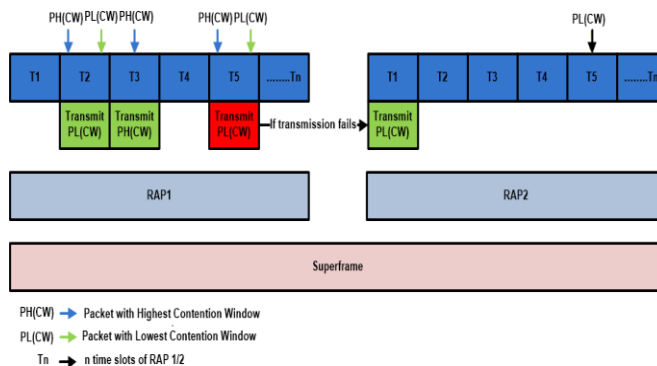 PH(CW) PL(CW) PH(CW) PH(CW) PL(CW) PL(CW)
T1 T2 T3 T4 T5 ........Tn T1 T2 T3 T4 T5 ........Tn
Transmit PL(CW) Transmit PH(CW) Transmit PL(CW) If transmission fails Transmit PL(CW)
RAP1 RAP2
Superframe
PH(CW) Packet with Highest Contention Window
PL(CW) Packet with Lowest Contention Window
Tn n time slots of RAP 1/2